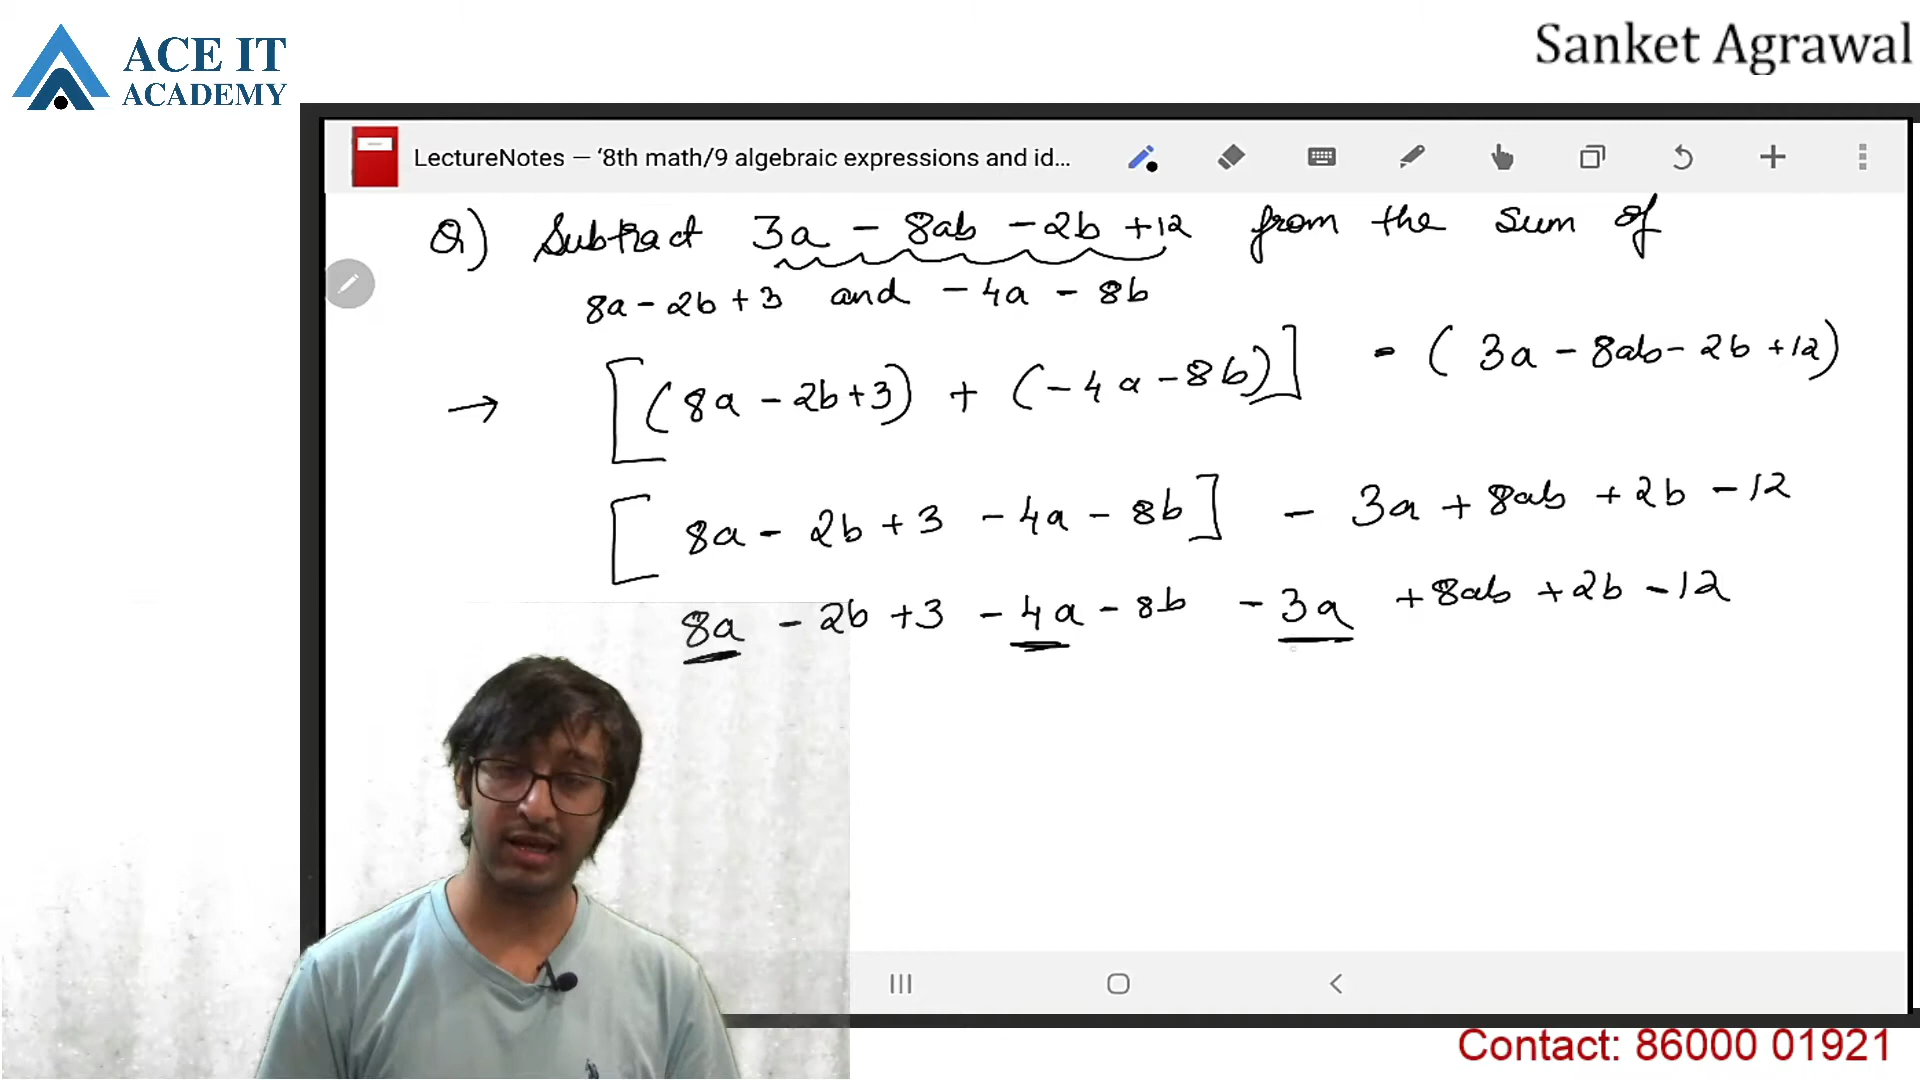 ACE IT
ACADEMY
Sanket Agrawal
LectureNotes — ‘8th math/9 algebraic expressions and id...
Q) Subtract 3a - 8ab - 2b + 12 from the sum of
8a - 2b + 3 and - 4a - 8b
→ [(8a - 2b + 3) + (- 4a - 8b)] - (3a - 8ab - 2b + 12)
[8a - 2b + 3 - 4a - 8b] - 3a + 8ab + 2b - 12
8a - 2b + 3 - 4a - 8b - 3a + 8ab + 2b - 12
Contact: 86000 01921